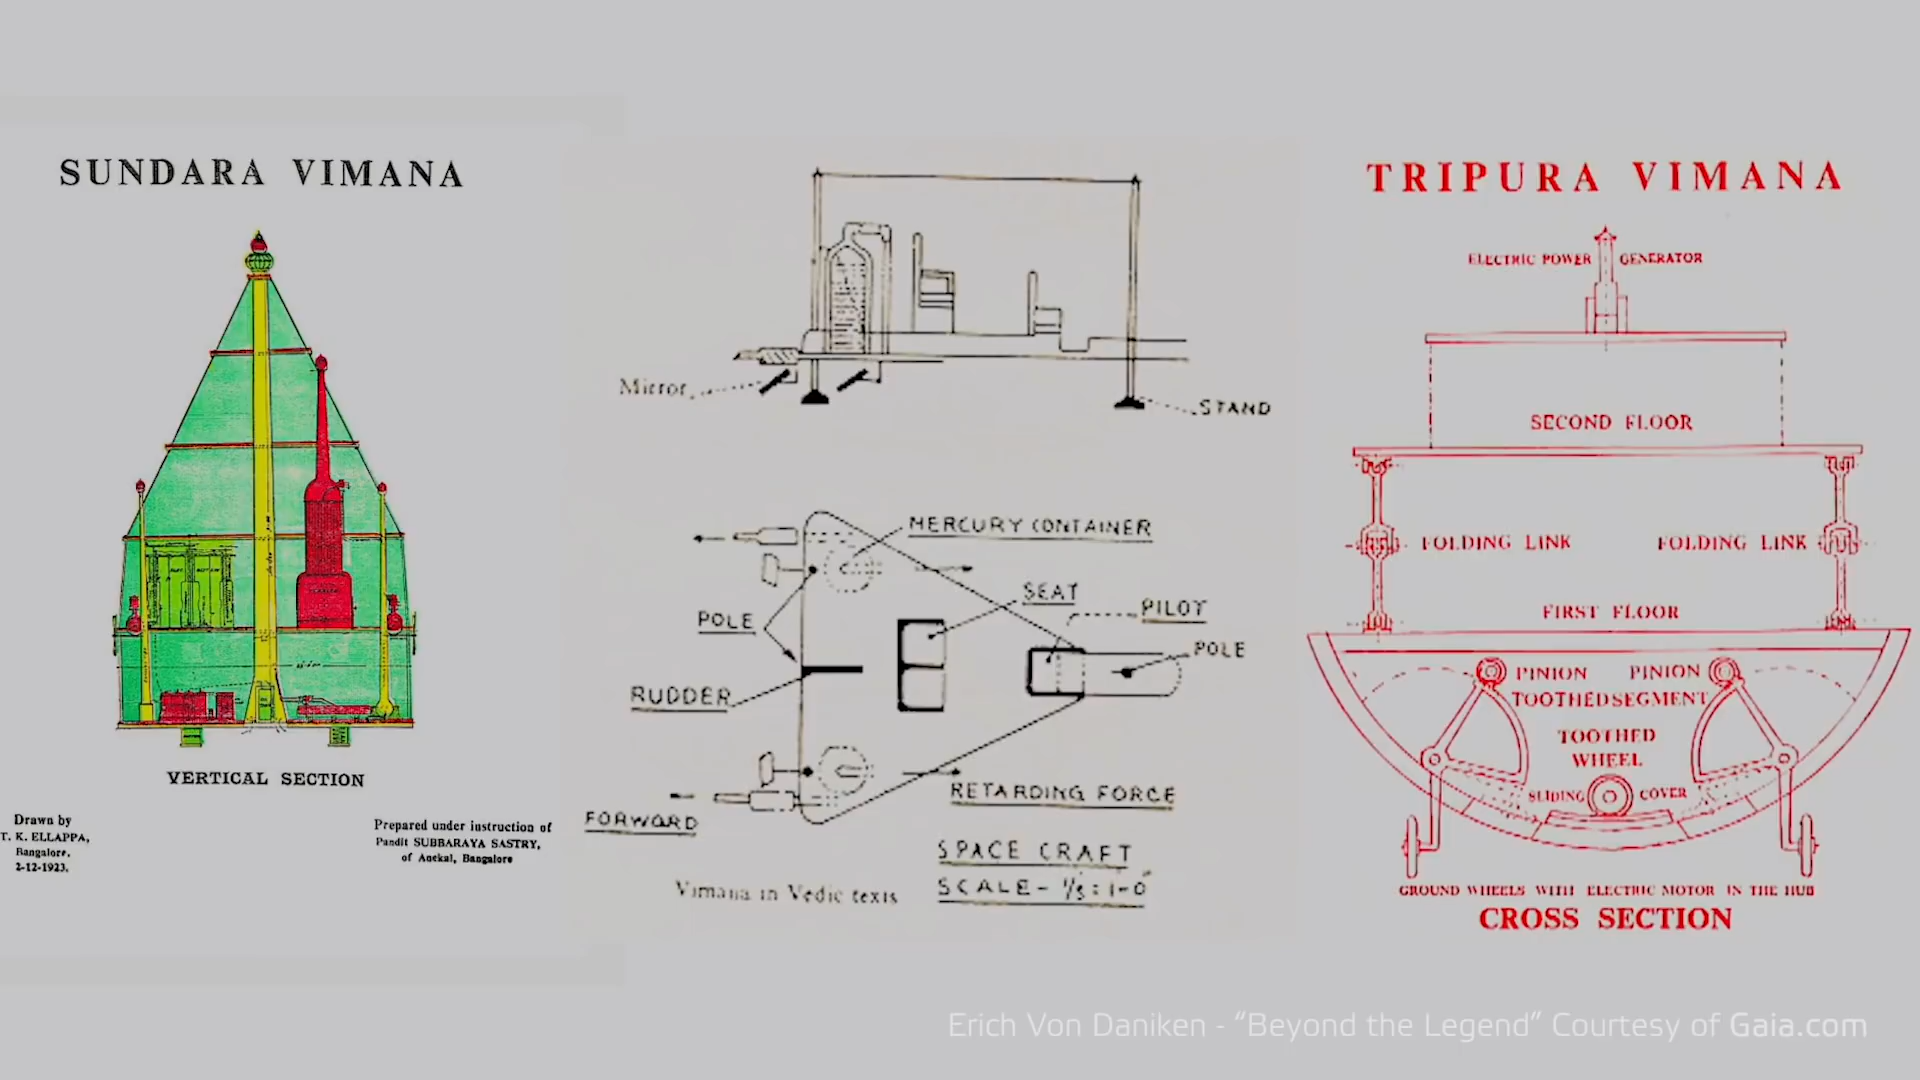 SUNDARA VIMANA
VERTICAL SECTION
Drawn by
T. K. ELLAPPA,
Bangalore,
2-12-1923.
Prepared under instruction of
Pandit SUBBARAYA SASTRY,
of Anekal, Bangalore
Mirror
STAND
MERCURY CONTAINER
SEAT
PILOT
POLE
POLE
RUDDER
RETARDING FORCE
FORWARD
SPACE CRAFT
SCALE- 1/3 : 1-0"
Vimana in Vedic texts
TRIPURA VIMANA
ELECTRIC POWER GENERATOR
SECOND FLOOR
FOLDING LINK FOLDING LINK
FIRST FLOOR
PINION PINION
TOOTHED SEGMENT
TOOTHED
WHEEL
SLIDING COVER
GROUND WHEELS WITH ELECTRIC MOTOR IN THE HUB
CROSS SECTION
Erich Von Daniken - “Beyond the Legend” Courtesy of Gaia.com